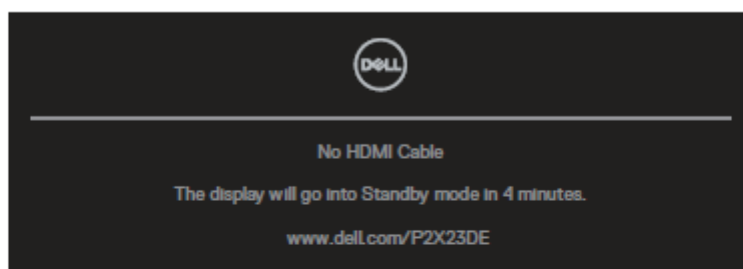 DELL
No HDMI Cable
The display will go into Standby mode in 4 minutes.
www.dell.com/P2X23DE